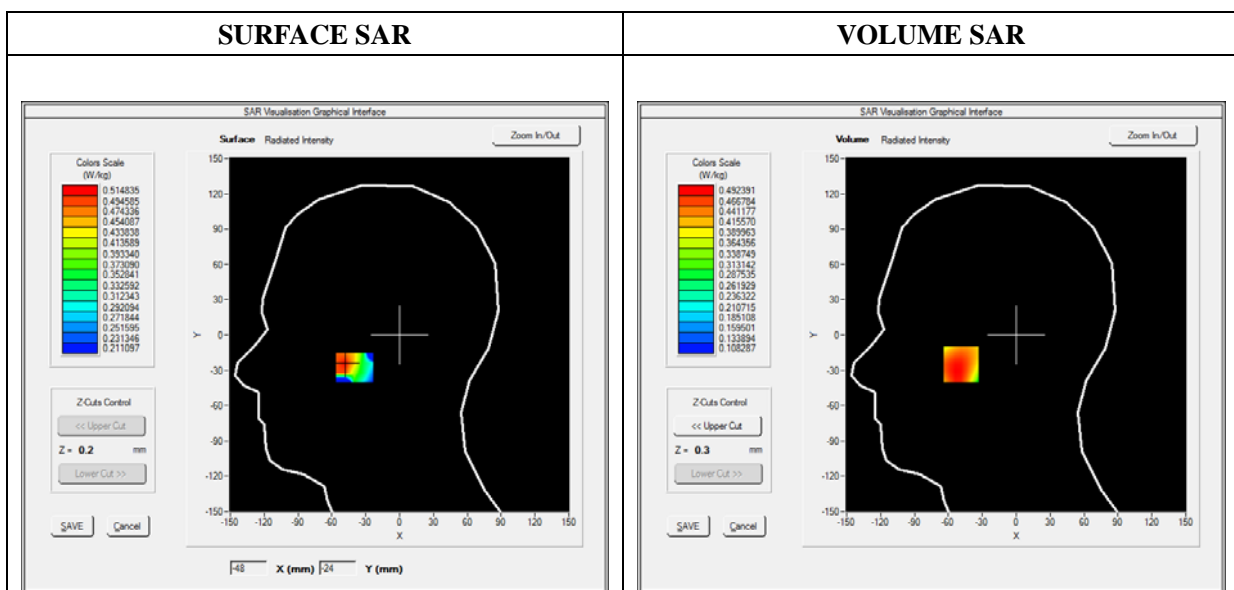 SURFACE SAR
VOLUME SAR
SAR Visualisation Graphical Interface
Surface Radiated Intensity
Zoom In/Out
Colors Scale
(W/kg)
0.514835
0.494585
0.474336
0.454087
0.433838
0.413589
0.393340
0.373090
0.352841
0.332592
0.312343
0.292094
0.271844
0.251595
0.231346
0.211097
150
120
90
60
30
0
-30
-60
-90
-120
-150
Y
-150 -120 -90 -60 -30 0 30 60 90 120 150
X
Z-Cuts Control
<< Upper Cut
Z = 0.2 mm
Lower Cut >>
SAVE Cancel
-48 X (mm) -24 Y (mm)
SAR Visualisation Graphical Interface
Volume Radiated Intensity
Zoom In/Out
Colors Scale
(W/kg)
0.492391
0.466784
0.441177
0.415570
0.389963
0.364356
0.338749
0.313142
0.287535
0.261929
0.236322
0.210715
0.185108
0.159501
0.133894
0.108287
150
120
90
60
30
0
-30
-60
-90
-120
-150
Y
-150 -120 -90 -60 -30 0 30 60 90 120 150
X
Z-Cuts Control
<< Upper Cut
Z = 0.3 mm
Lower Cut >>
SAVE Cancel